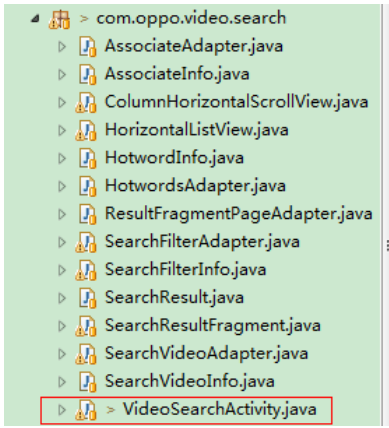 > com.oppo.video.search
AssociateAdapter.java
AssociateInfo.java
ColumnHorizontalScrollView.java
HorizontalListView.java
HotwordInfo.java
HotwordsAdapter.java
ResultFragmentPageAdapter.java
SearchFilterAdapter.java
SearchFilterInfo.java
SearchResult.java
SearchResultFragment.java
SearchVideoAdapter.java
SearchVideoInfo.java
> VideoSearchActivity.java